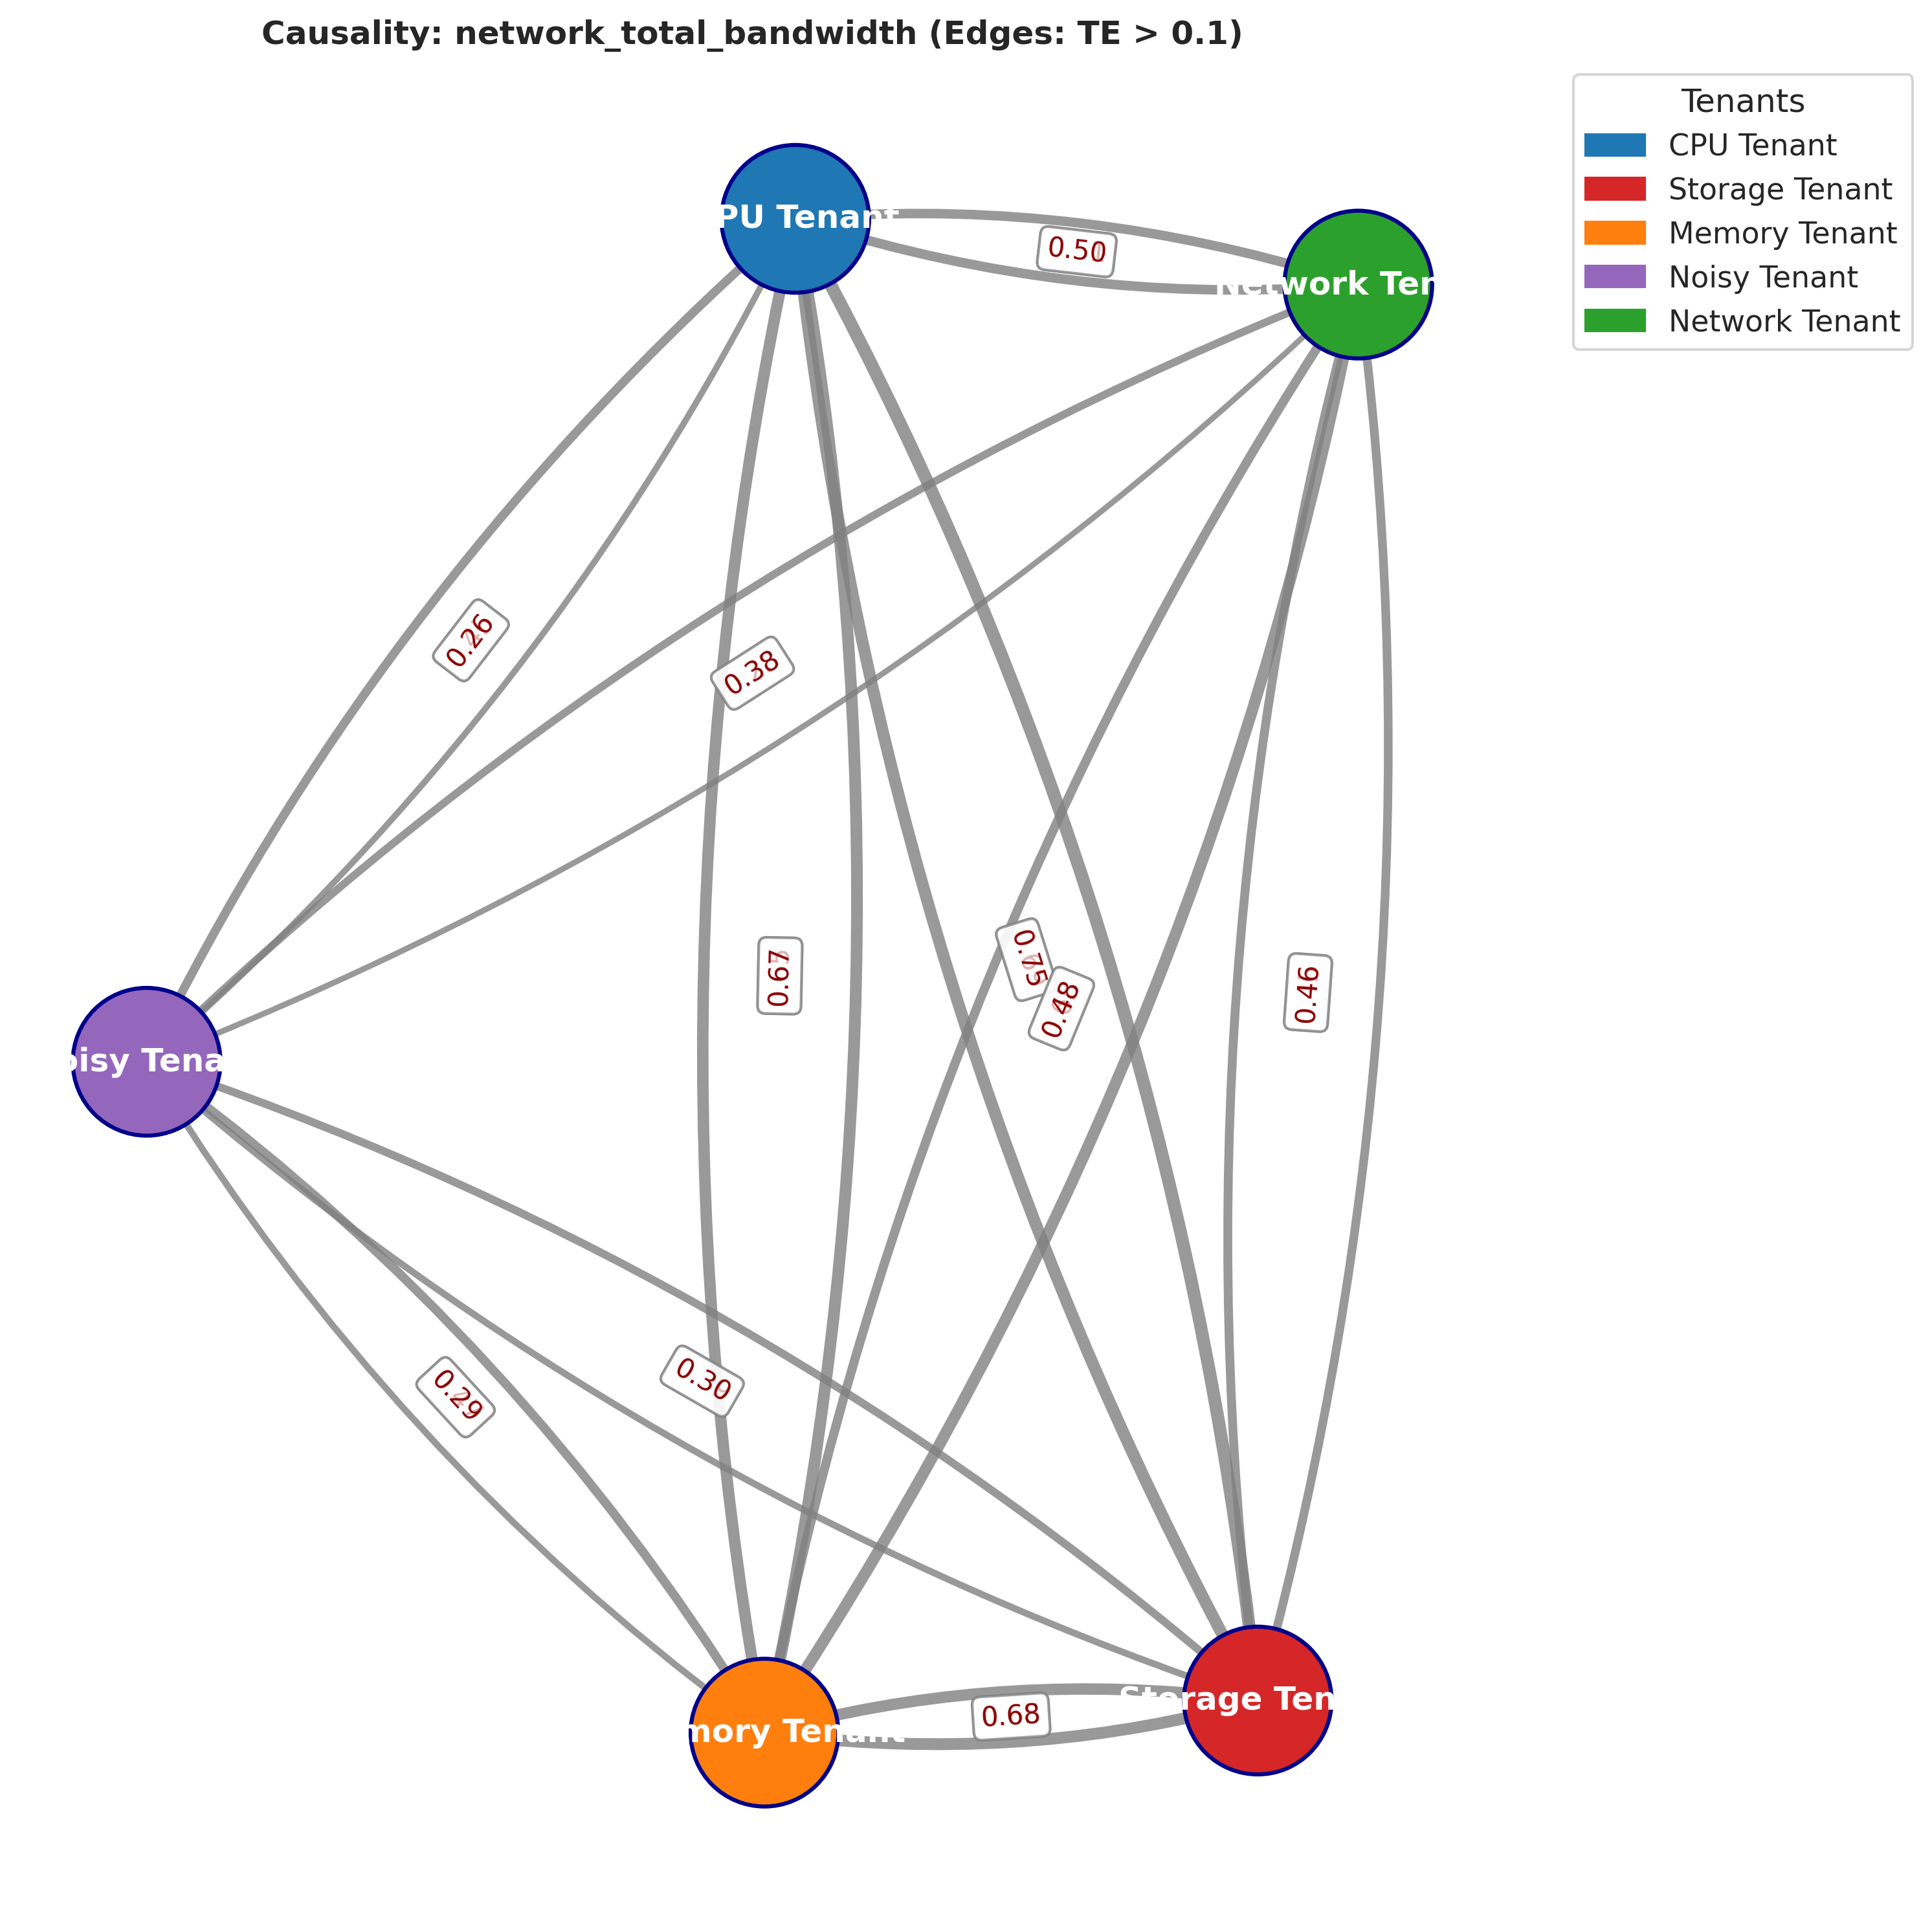 Causality: network_total_bandwidth (Edges: TE > 0.1)
Tenants
CPU Tenant
Storage Tenant
Memory Tenant
Noisy Tenant
Network Tenant
PU Tenant
0.50
Network Ten
0.26
0.38
0.67
0.75
0.48
0.46
oisy Tena
0.29
0.30
mory Tenant
0.68
Storage Ten